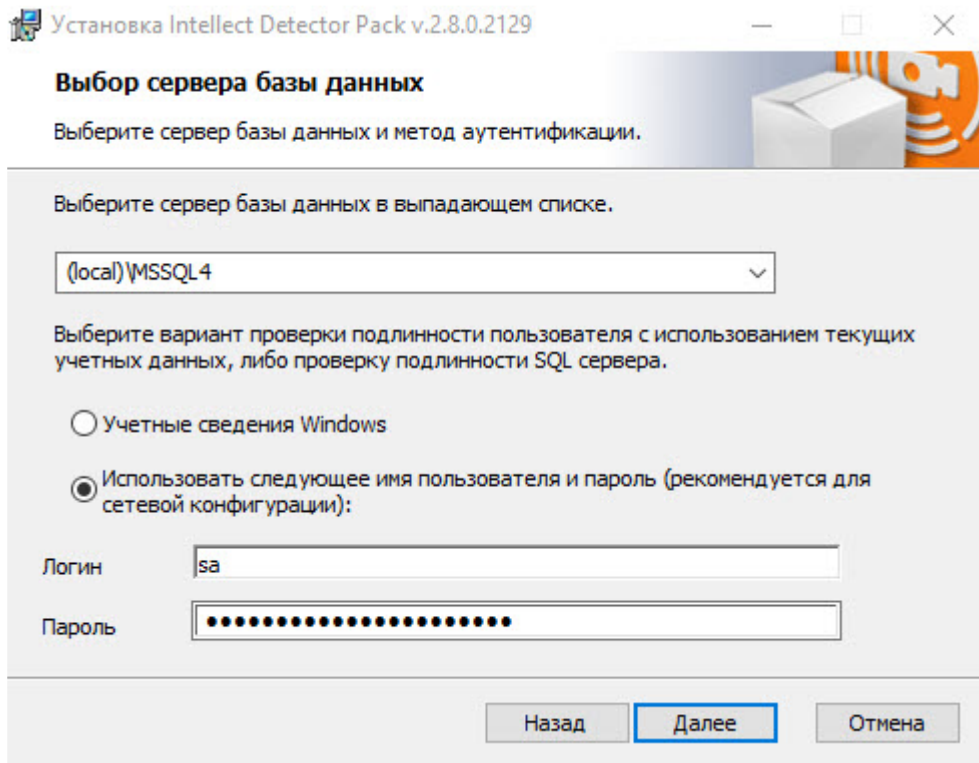 Установка Intellect Detector Pack v.2.8.0.2129
Выбор сервера базы данных
Выберите сервер базы данных и метод аутентификации.
Выберите сервер базы данных в выпадающем списке.
(local)\MSSQL4
Выберите вариант проверки подлинности пользователя с использованием текущих
учетных данных, либо проверку подлинности SQL сервера.
Учетные сведения Windows
Использовать следующее имя пользователя и пароль (рекомендуется для
сетевой конфигурации):
Логин
sa
Пароль
••••••••••••••••••••••
Назад
Далее
Отмена